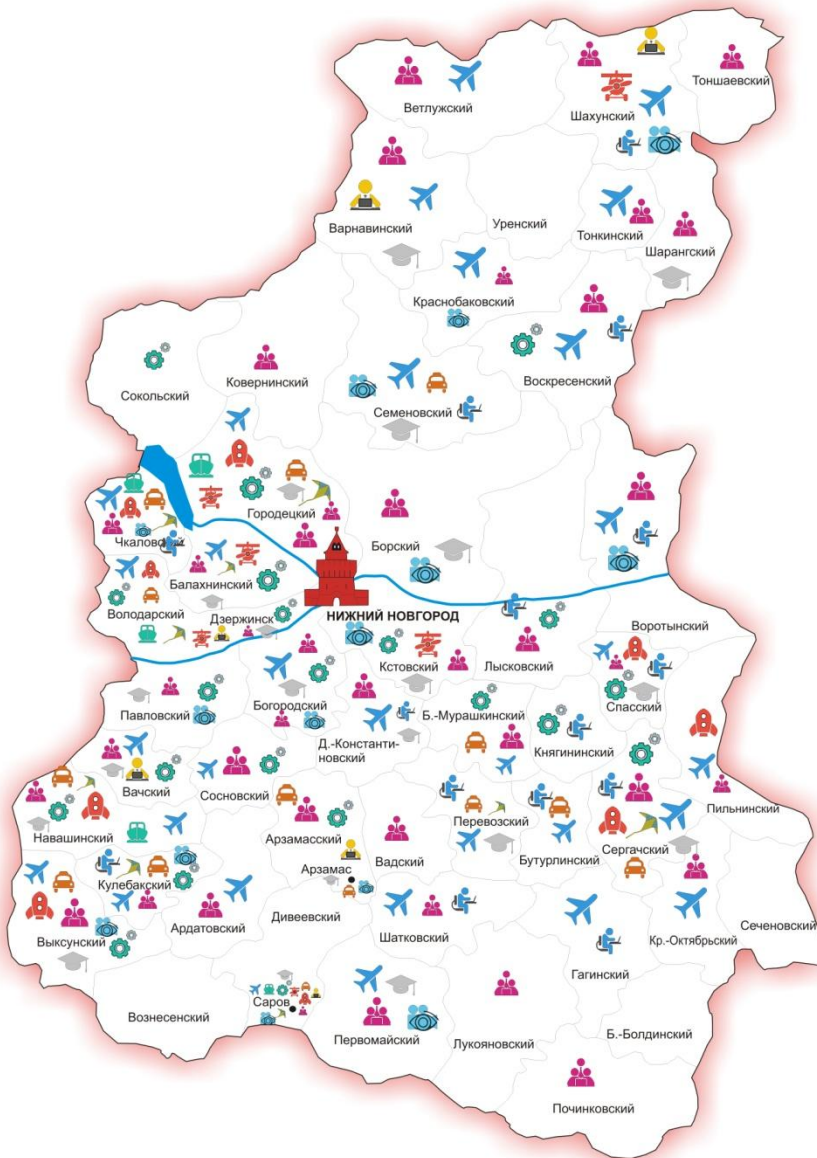 Тоншаевский
Ветлужский
Шахунский
Варнавинский
Уренский
Тонкинский
Шарангский
Краснобаковский
Воскресенский
Сокольский
Ковернинский
Семеновский
Городецкий
Чкаловс
Борский
Балахнинский
Володарский
Дзержинск
НИЖНИЙ НОВГОРОД
Воротынский
Кстовский
Лысковский
Спасский
Павловский
Богородский
Б.-Мурашкинский
Д.-Константи-
новский
Княгининский
Вачский
Сосновский
Пильнинский
Навашинский
Арзамасский
Перевозский
Сергачский
Вадский
Бутурлинский
Арзамас
Кулебакский
Ардатовский
Дивеевский
Шатковский
Сеченовский
Выксунский
Кр.-Октябрьский
Гагинский
Саров
Вознесенский
Первомайский
Лукояновский
Б.-Болдинский
Починковский